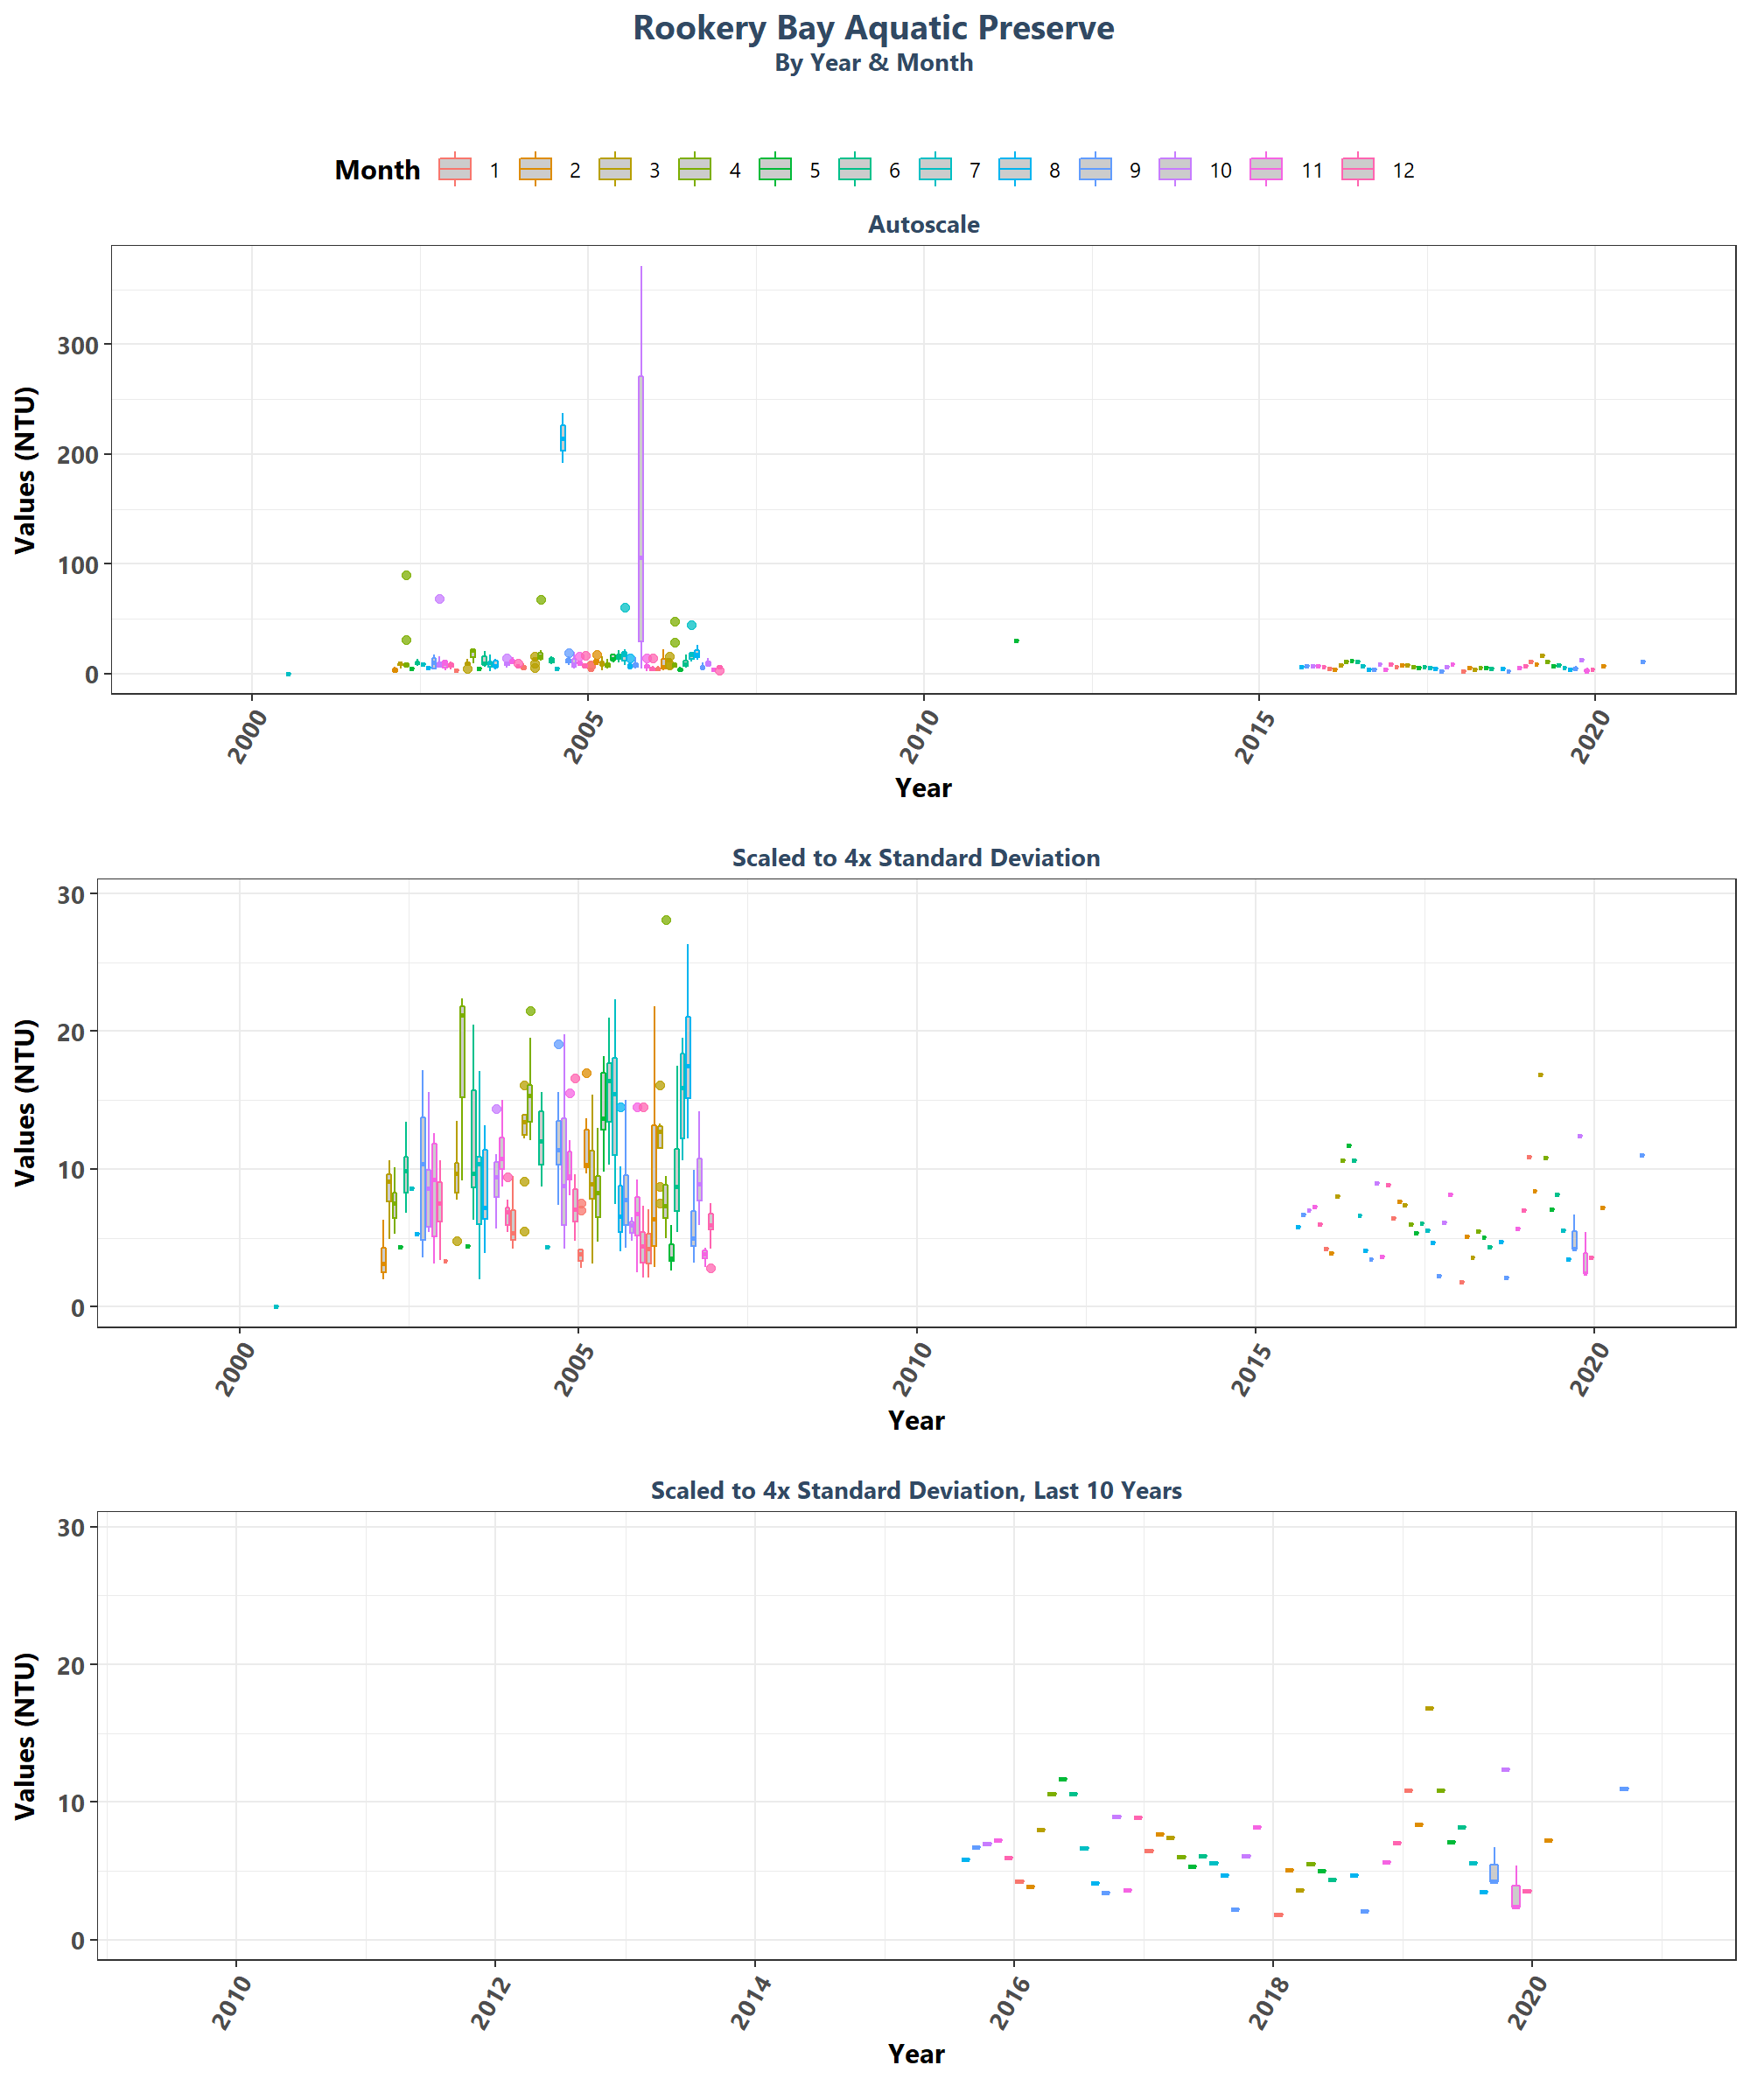 Rookery Bay Aquatic Preserve
By Year & Month
Month 1 2 3 4 5 6 7 8 9 10 11 12
Autoscale
Values (NTU)
300
200
100
0
2000 2005 2010 2015 2020
Year
Scaled to 4x Standard Deviation
Values (NTU)
30
20
10
0
2000 2005 2010 2015 2020
Year
Scaled to 4x Standard Deviation, Last 10 Years
Values (NTU)
30
20
10
0
2010 2012 2014 2016 2018 2020
Year